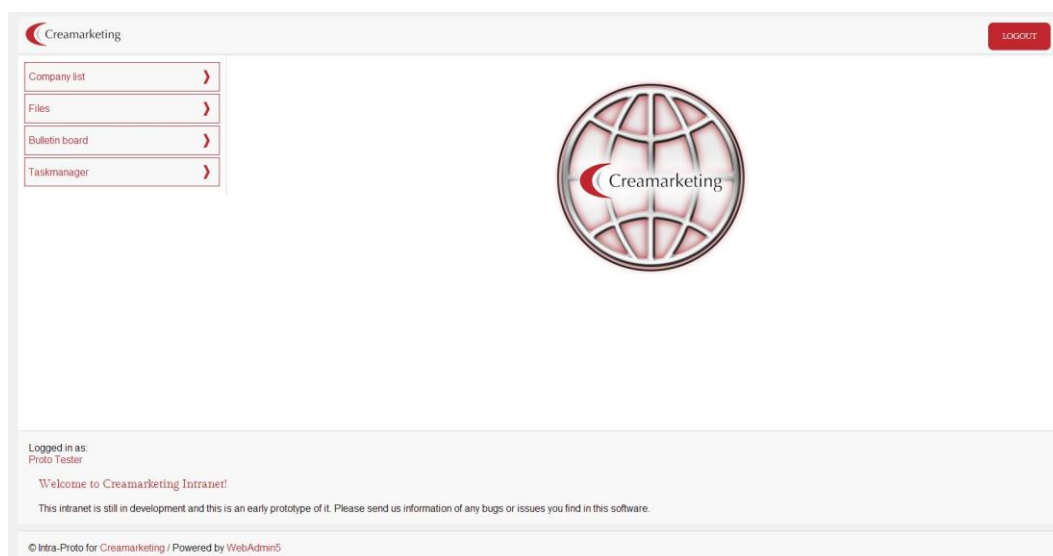 Creamarketing
LOGOUT
Company list
Files
Bulletin board
Taskmanager
Creamarketing
Logged in as:
Proto Tester
Welcome to Creamarketing Intranet!
This intranet is still in development and this is an early prototype of it. Please send us information of any bugs or issues you find in this software.
© Intra-Proto for Creamarketing / Powered by WebAdmin5